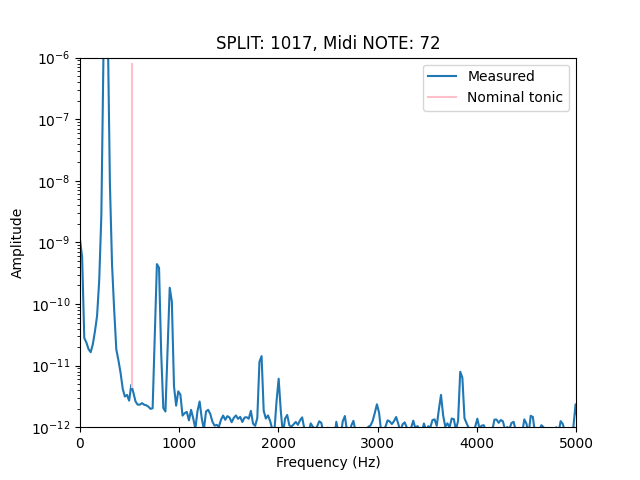 SPLIT: 1017, Midi NOTE: 72
Measured
Nominal tonic
Amplitude
10⁻⁶
10⁻⁷
10⁻⁸
10⁻⁹
10⁻¹⁰
10⁻¹¹
10⁻¹²
0 1000 2000 3000 4000 5000
Frequency (Hz)